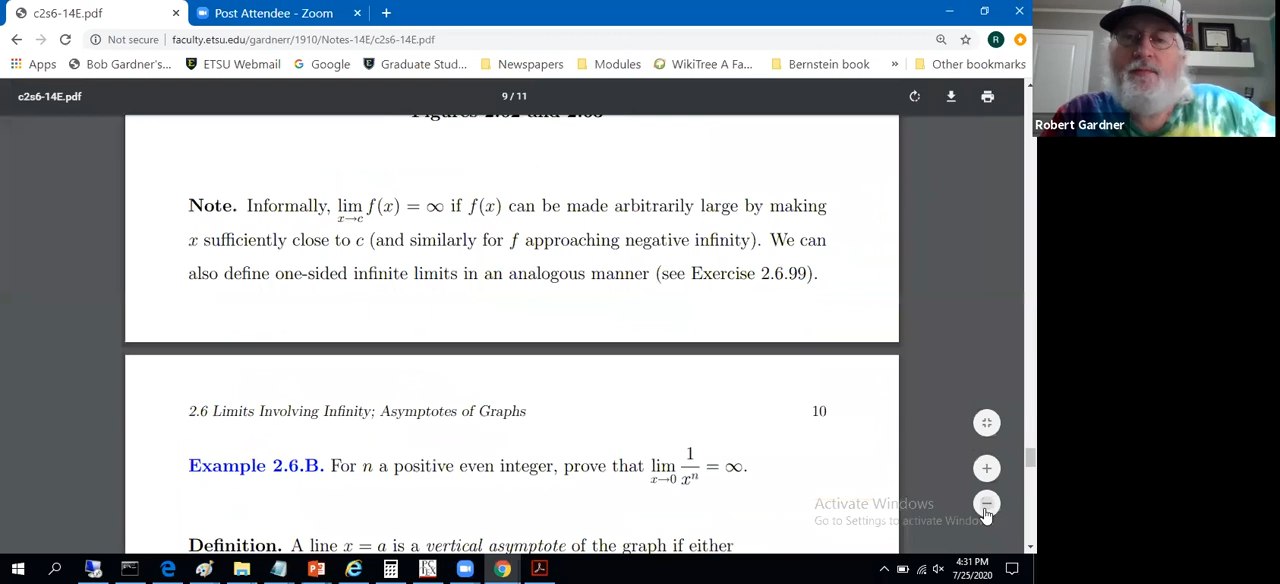 c2s6-14E.pdf
Post Attendee - Zoom
Not secure
faculty.etsu.edu/gardnerr/1910/Notes-14E/c2s6-14E.pdf
R
Apps
Bob Gardner's...
ETSU Webmail
Google
Graduate Stud...
Newspapers
Modules
WikiTree A Fa...
Bernstein book
»
Other bookmarks
c2s6-14E.pdf
9 / 11
Robert Gardner
Note. Informally, lim x→c f(x) = ∞ if f(x) can be made arbitrarily large by making
x sufficiently close to c (and similarly for f approaching negative infinity). We can
also define one-sided infinite limits in an analogous manner (see Exercise 2.6.99).
2.6 Limits Involving Infinity; Asymptotes of Graphs 10
Example 2.6.B. For n a positive even integer, prove that lim x→0 1/xⁿ = ∞.
Activate Windows
Go to Settings to activate Windo
Definition. A line x = a is a vertical asymptote of the graph if either
4:31 PM
7/25/2020